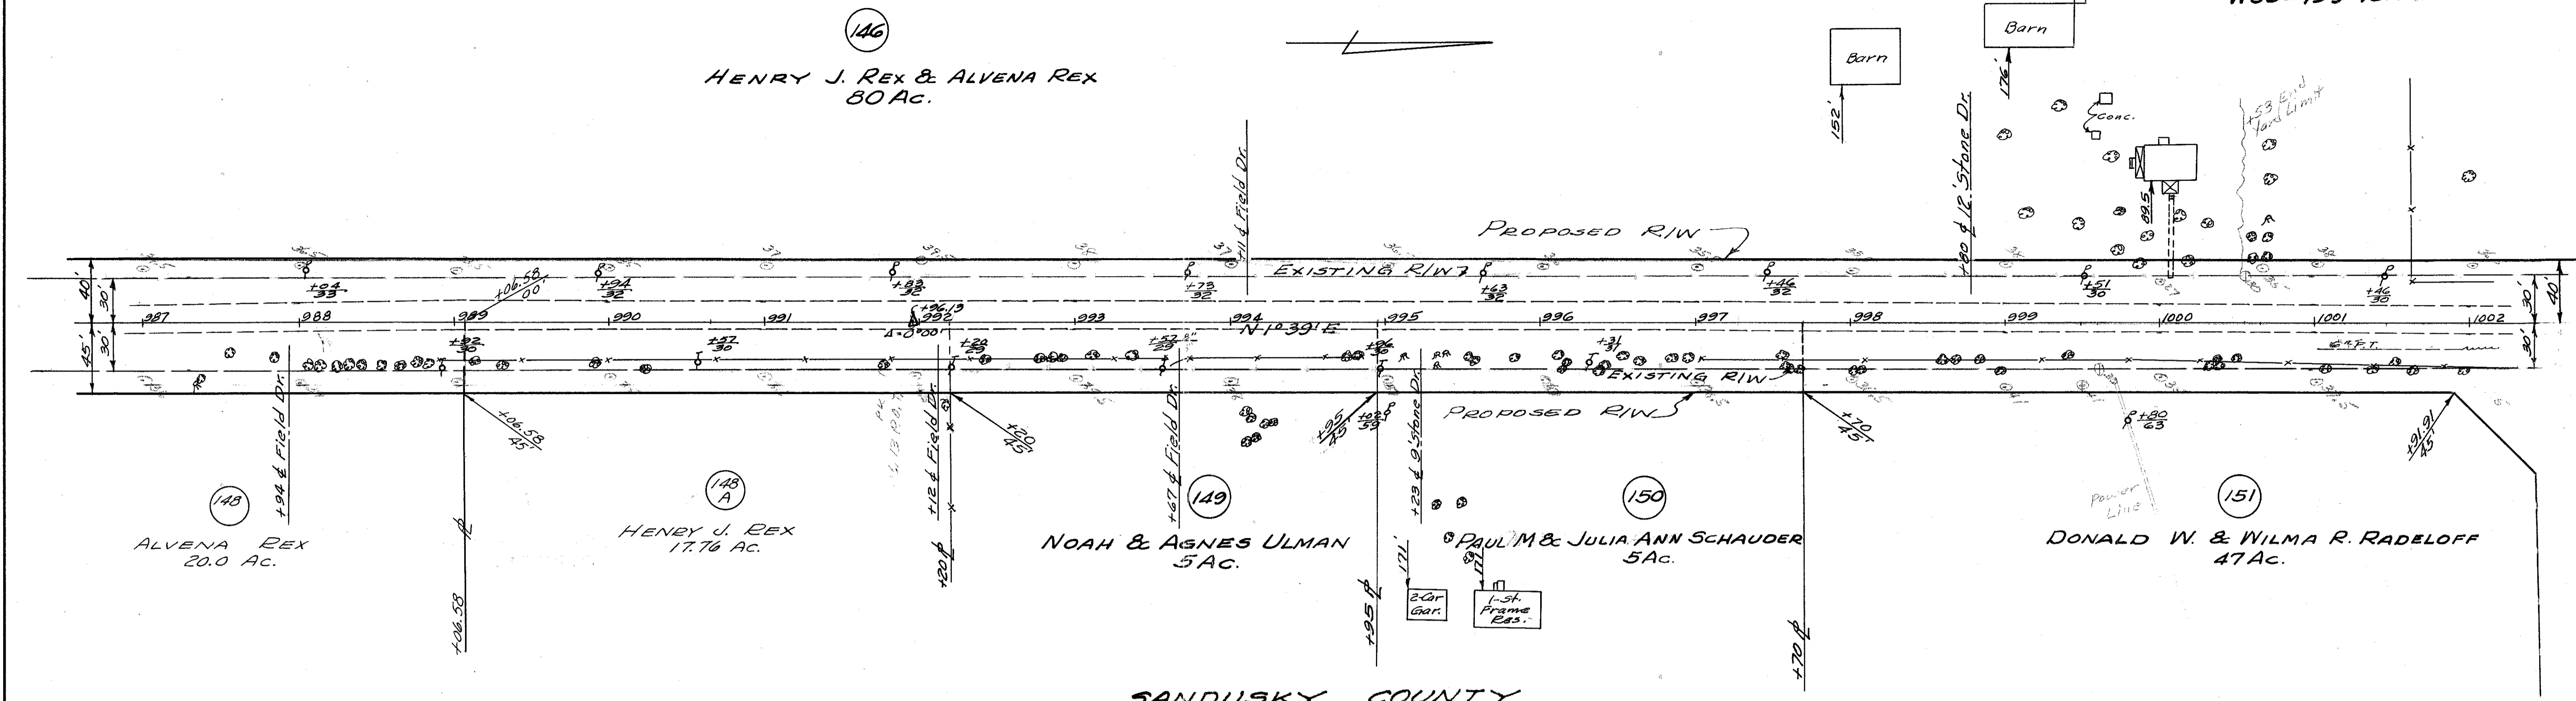 146
HENRY J. REX & ALVENA REX
80 AC.
Barn
152'
Barn
176'
+80 ₵ 12' Stone Dr.
Conc.
89.5
+53 End
Yard Limit
+11 ₵ Field Dr.
PROPOSED R/W
EXISTING R/W
40'
30'
45'
30'
+04
33
+06.58
00'
+94
32
+83
32
+73
32
+63
32
+46
32
+51
30
+46
30
30'
40'
30'
987
988
989
990
991
992
993
994
995
996
997
998
999
1000
1001
1002
+96.19
Δ=0°00'
N 1°39' E
+92
30
+57
30
+20
29
+57
29
+96
30
+31
31
EXISTING R/W
PROPOSED R/W
+94 ₵ Field Dr.
+06.58
45'
+12 ₵ Field Dr.
+20
45'
+67 ₵ Field Dr.
+95
45'
+02
59
+23 ₵ 9' Stone Dr.
+70
45'
+80
63
+91.91
45'
148
ALVENA REX
20.0 AC.
+06.58
148
A
HENRY J. REX
17.76 AC.
+20
149
NOAH & AGNES ULMAN
5 AC.
+95
171'
2-Car
Gar.
171'
1-St.
Frame
Res.
150
PAUL M & JULIA ANN SCHAUDER
5 AC.
+70
Power
Line
151
DONALD W. & WILMA R. RADELOFF
47 AC.
SANDUSKY COUNTY